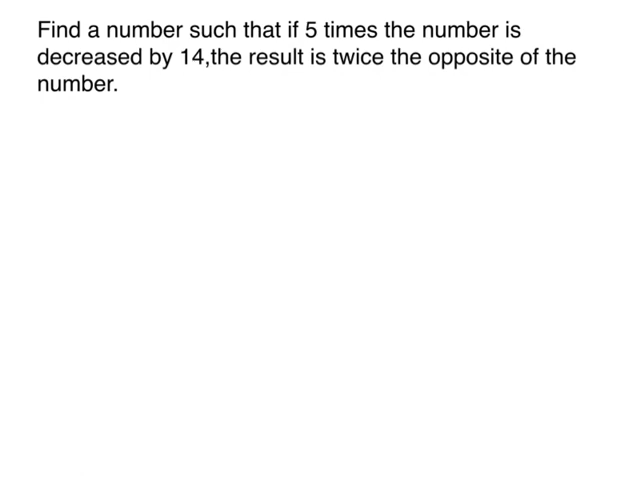 Find a number such that if 5 times the number is
decreased by 14,the result is twice the opposite of the
number.